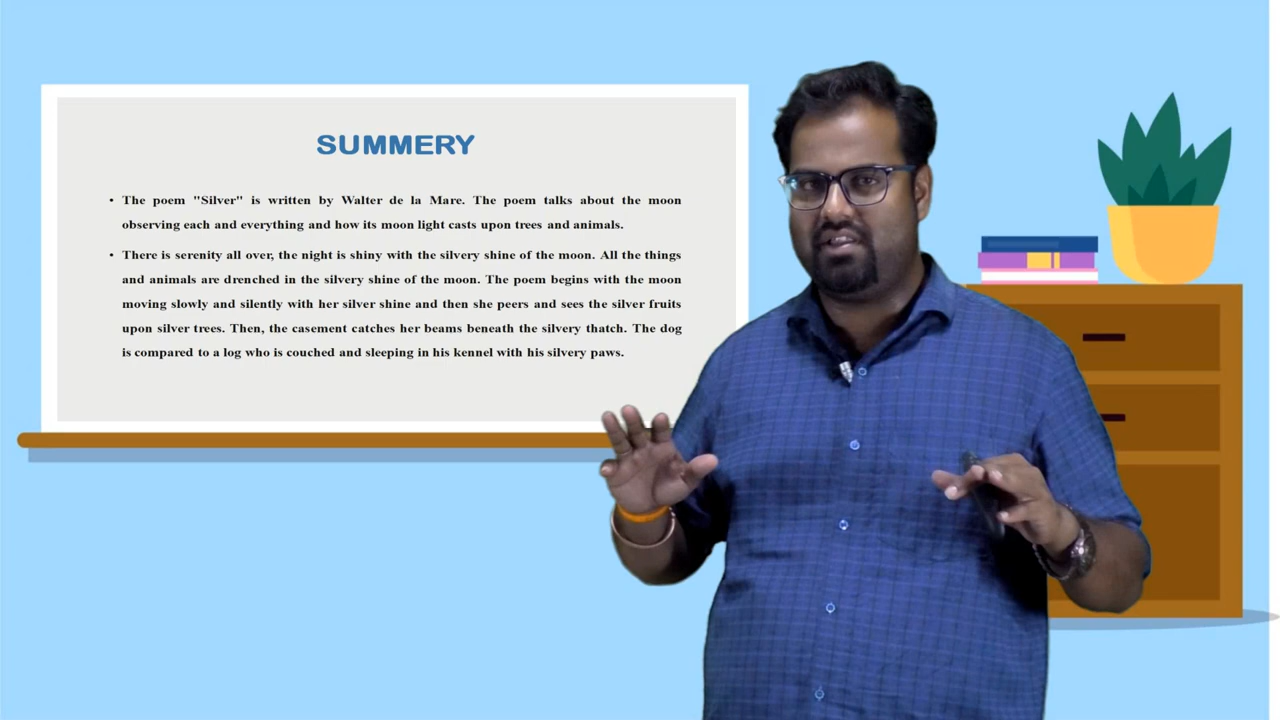 SUMMERY
• The poem "Silver" is written by Walter de la Mare. The poem talks about the moon
observing each and everything and how its moon light casts upon trees and animals.
• There is serenity all over, the night is shiny with the silvery shine of the moon. All the things
and animals are drenched in the silvery shine of the moon. The poem begins with the moon
moving slowly and silently with her silver shine and then she peers and sees the silver fruits
upon silver trees. Then, the casement catches her beams beneath the silvery thatch. The dog
is compared to a log who is couched and sleeping in his kennel with his silvery paws.